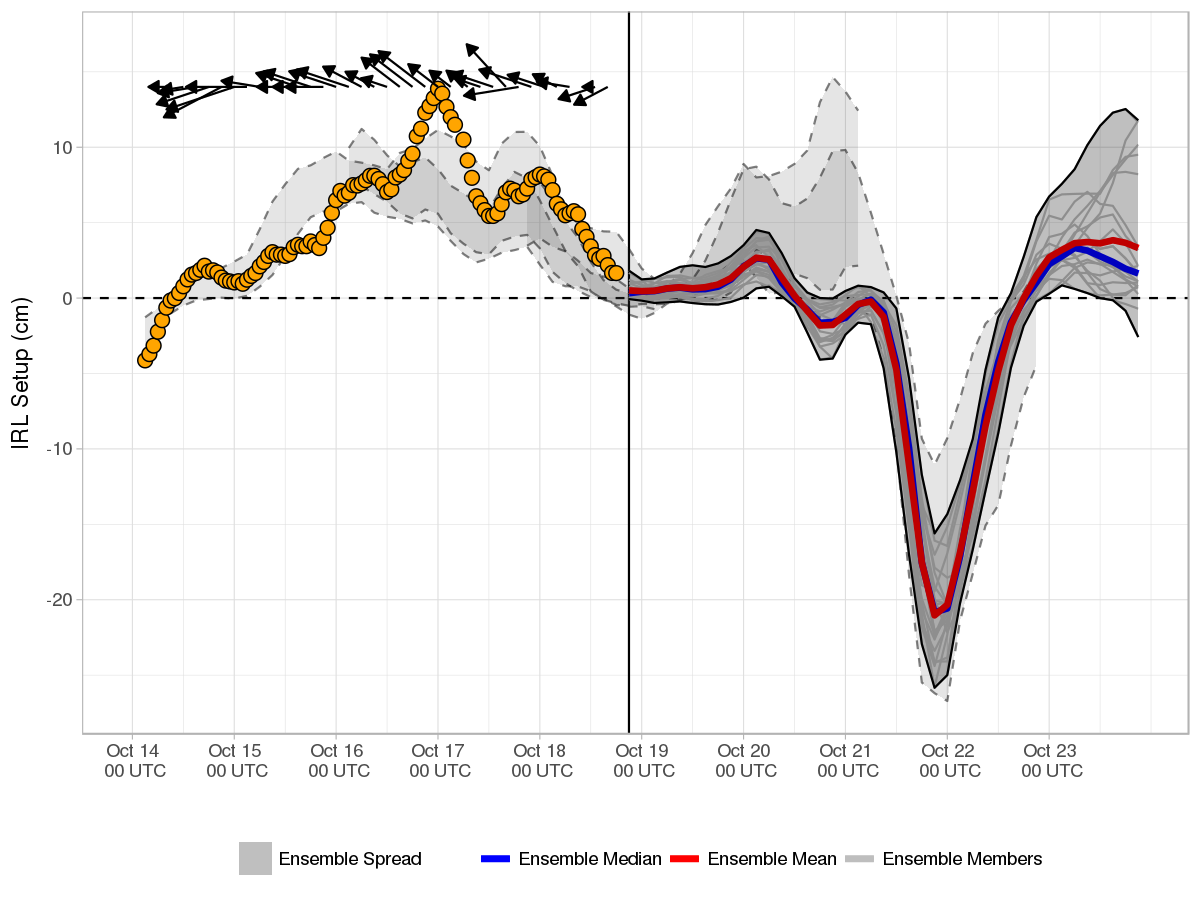 IRL Setup (cm)
10
0
-10
-20
Oct 14 Oct 15 Oct 16 Oct 17 Oct 18 Oct 19 Oct 20 Oct 21 Oct 22 Oct 23
00 UTC 00 UTC 00 UTC 00 UTC 00 UTC 00 UTC 00 UTC 00 UTC 00 UTC 00 UTC
Ensemble Spread Ensemble Median Ensemble Mean Ensemble Members